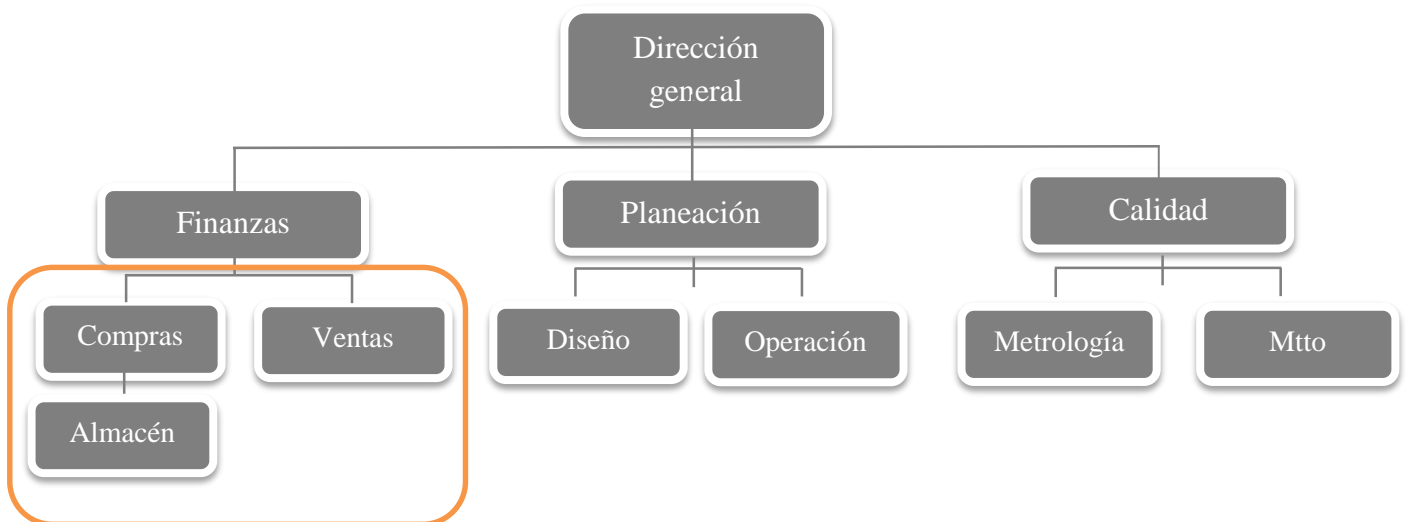 Dirección
general
Finanzas
Planeación
Calidad
Compras
Ventas
Diseño
Operación
Metrología
Mtto
Almacén